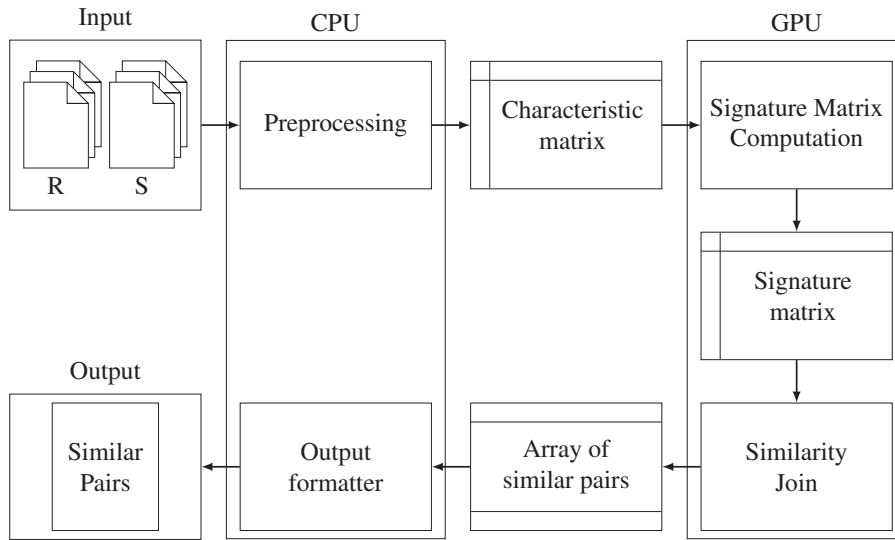 Input
CPU
GPU
R
S
Preprocessing
Characteristic
matrix
Signature Matrix
Computation
Signature
matrix
Output
Similar
Pairs
Output
formatter
Array of
similar pairs
Similarity
Join